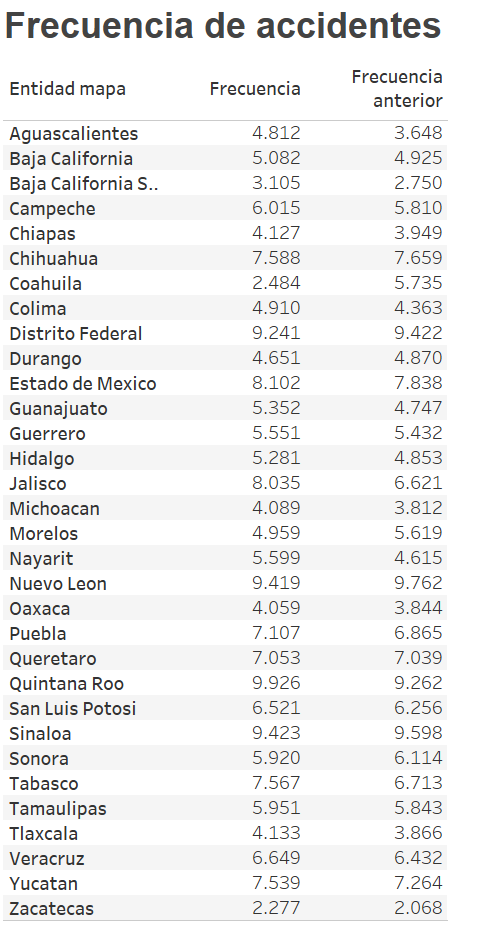 Frecuencia de accidentes
Entidad mapa Frecuencia Frecuencia anterior
Aguascalientes 4.812 3.648
Baja California 5.082 4.925
Baja California S.. 3.105 2.750
Campeche 6.015 5.810
Chiapas 4.127 3.949
Chihuahua 7.588 7.659
Coahuila 2.484 5.735
Colima 4.910 4.363
Distrito Federal 9.241 9.422
Durango 4.651 4.870
Estado de Mexico 8.102 7.838
Guanajuato 5.352 4.747
Guerrero 5.551 5.432
Hidalgo 5.281 4.853
Jalisco 8.035 6.621
Michoacan 4.089 3.812
Morelos 4.959 5.619
Nayarit 5.599 4.615
Nuevo Leon 9.419 9.762
Oaxaca 4.059 3.844
Puebla 7.107 6.865
Queretaro 7.053 7.039
Quintana Roo 9.926 9.262
San Luis Potosi 6.521 6.256
Sinaloa 9.423 9.598
Sonora 5.920 6.114
Tabasco 7.567 6.713
Tamaulipas 5.951 5.843
Tlaxcala 4.133 3.866
Veracruz 6.649 6.432
Yucatan 7.539 7.264
Zacatecas 2.277 2.068